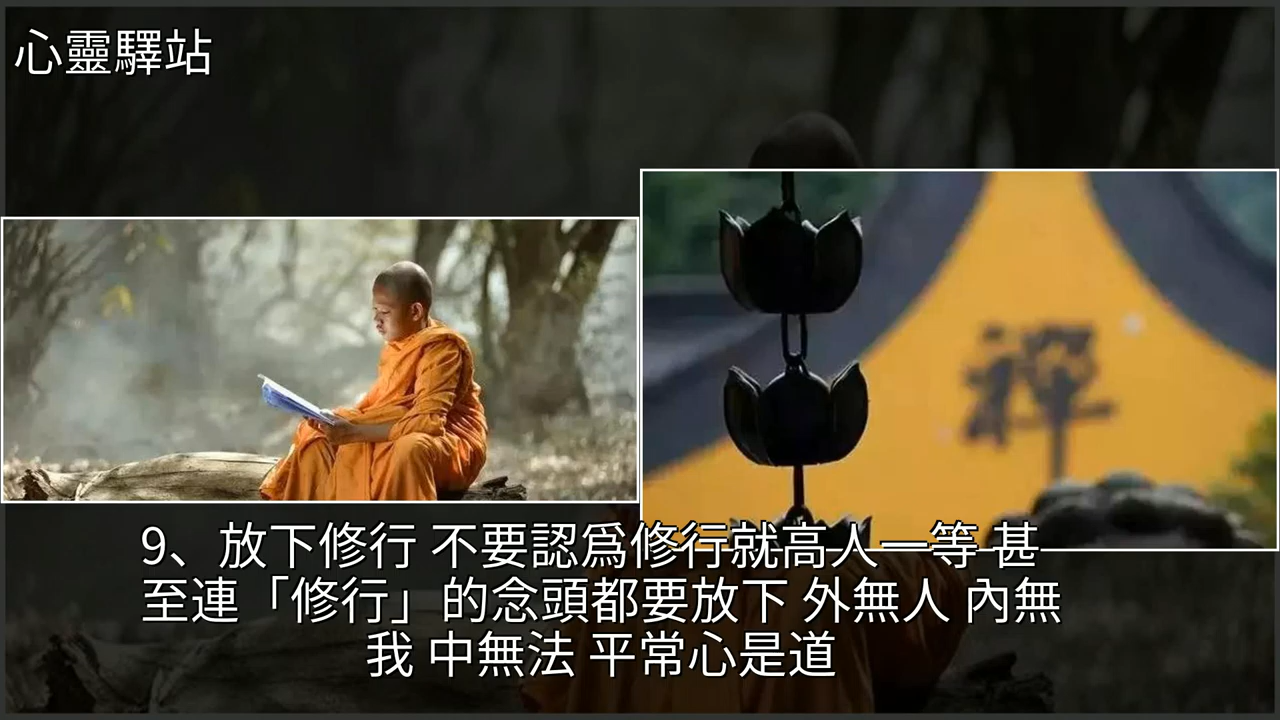 心靈驛站
禪
9、放下修行 不要認爲修行就高人一等 甚
至連「修行」的念頭都要放下 外無人 內無
我 中無法 平常心是道